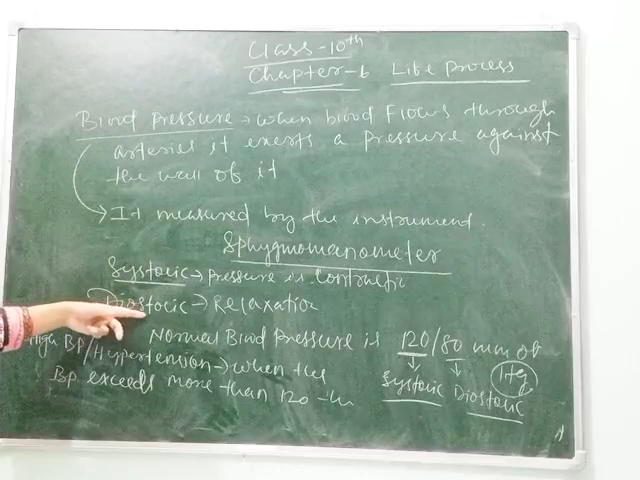 Class-10th
Chapter-6 Life Process
Blood Pressure → When blood Flows through
arteries it exerts a pressure against
the wall of it
→ It measured by the instrument.
Sphygmomanometer
Systolic → Pressure is Contractic
Diastolic → Relaxation
Normal Blood Pressure is 120/80 mm of
Hg
High BP/Hypertension → when the
Systolic Diastolic
BP exceeds more than 120 -